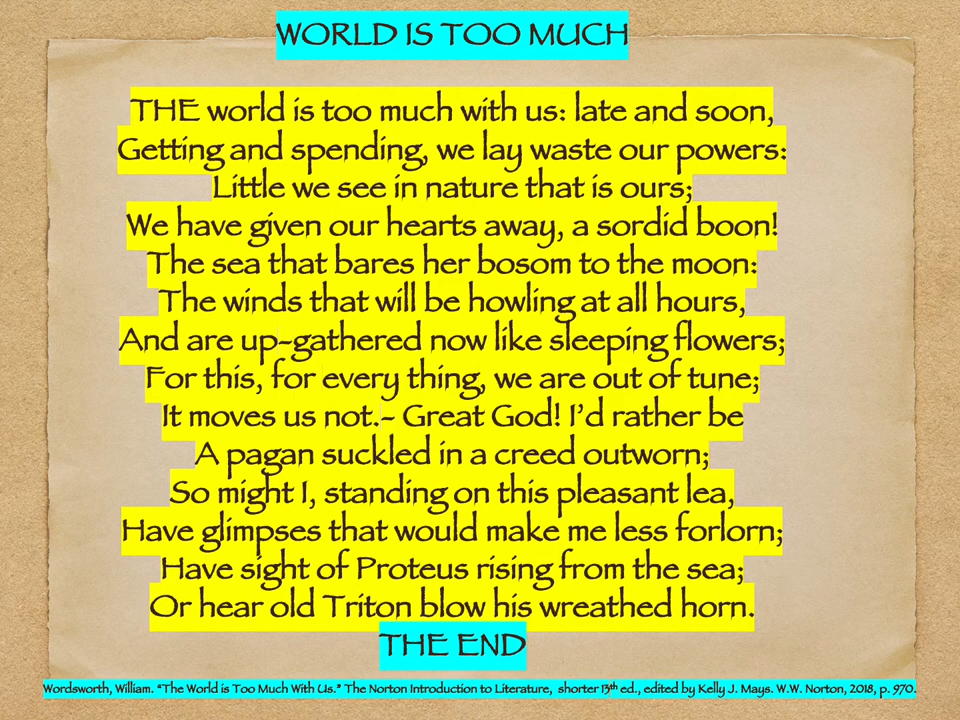 WORLD IS TOO MUCH
THE world is too much with us: late and soon,
Getting and spending, we lay waste our powers:
Little we see in nature that is ours;
We have given our hearts away, a sordid boon!
The sea that bares her bosom to the moon:
The winds that will be howling at all hours,
And are up-gathered now like sleeping flowers;
For this, for every thing, we are out of tune;
It moves us not.- Great God! I'd rather be
A pagan suckled in a creed outworn;
So might I, standing on this pleasant lea,
Have glimpses that would make me less forlorn;
Have sight of Proteus rising from the sea;
Or hear old Triton blow his wreathed horn.
THE END
Wordsworth, William. “The World is Too Much With Us.” The Norton Introduction to Literature, shorter 13th ed., edited by Kelly J. Mays. W.W. Norton, 2018, p. 970.